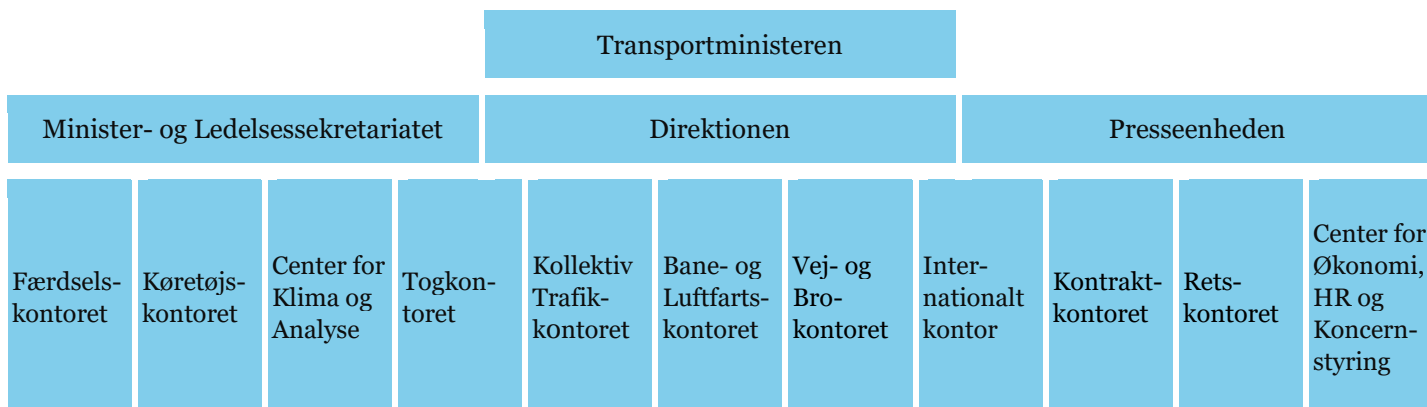 Transportministeren
Minister- og Ledelsessekretariatet
Direktionen
Presseenheden
Færdsels-
kontoret
Køretøjs-
kontoret
Center for
Klima og
Analyse
Togkon-
toret
Kollektiv
Trafik-
kontoret
Bane- og
Luftfarts-
kontoret
Vej- og
Bro-
kontoret
Inter-
nationalt
kontor
Kontrakt-
kontoret
Rets-
kontoret
Center for
Økonomi,
HR og
Koncern-
styring